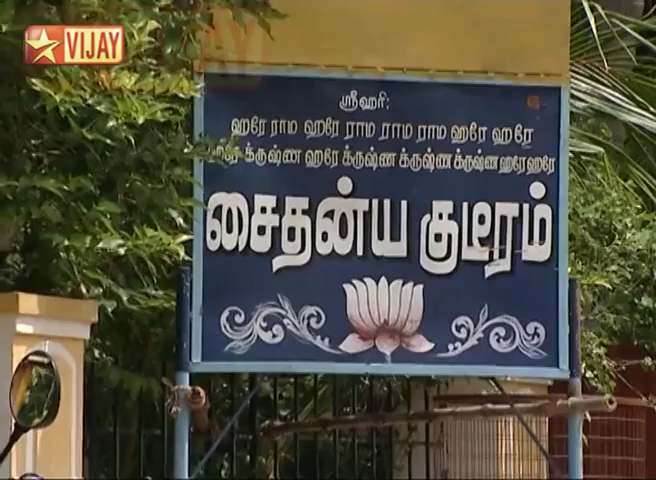 VIJAY
ஸ்ரீஹரி:
ஹரே ராம ஹரே ராம ராம ராம ஹரே ஹரே
ஹரே க்ருஷ்ண ஹரே க்ருஷ்ண க்ருஷ்ண க்ருஷ்ண ஹரே ஹரே
சைதன்ய குடீரம்